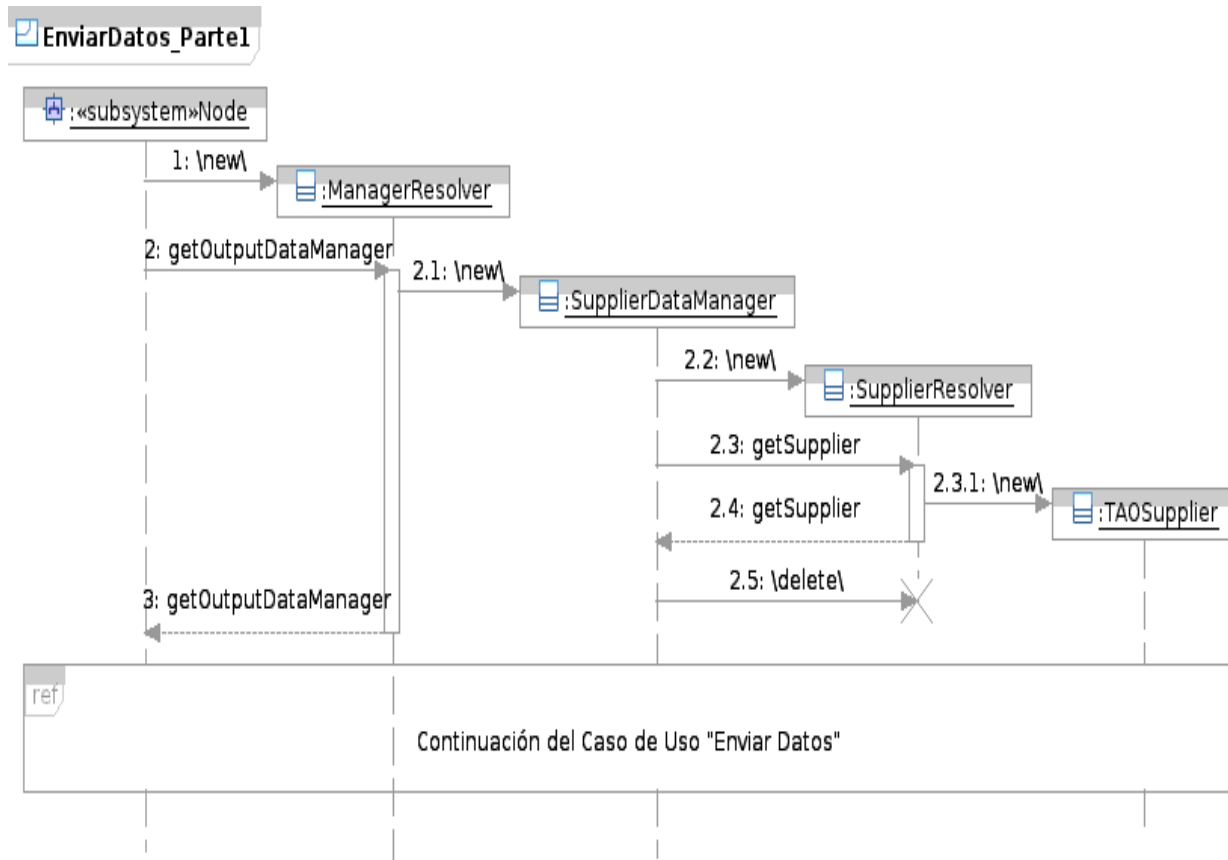 EnviarDatos_Parte1
:«subsystem»Node
1: \new\
:ManagerResolver
2: getOutputDataManager
2.1: \new\
:SupplierDataManager
2.2: \new\
:SupplierResolver
2.3: getSupplier
2.3.1: \new\
:TAOSupplier
2.4: getSupplier
2.5: \delete\
3: getOutputDataManager
ref
Continuación del Caso de Uso "Enviar Datos"